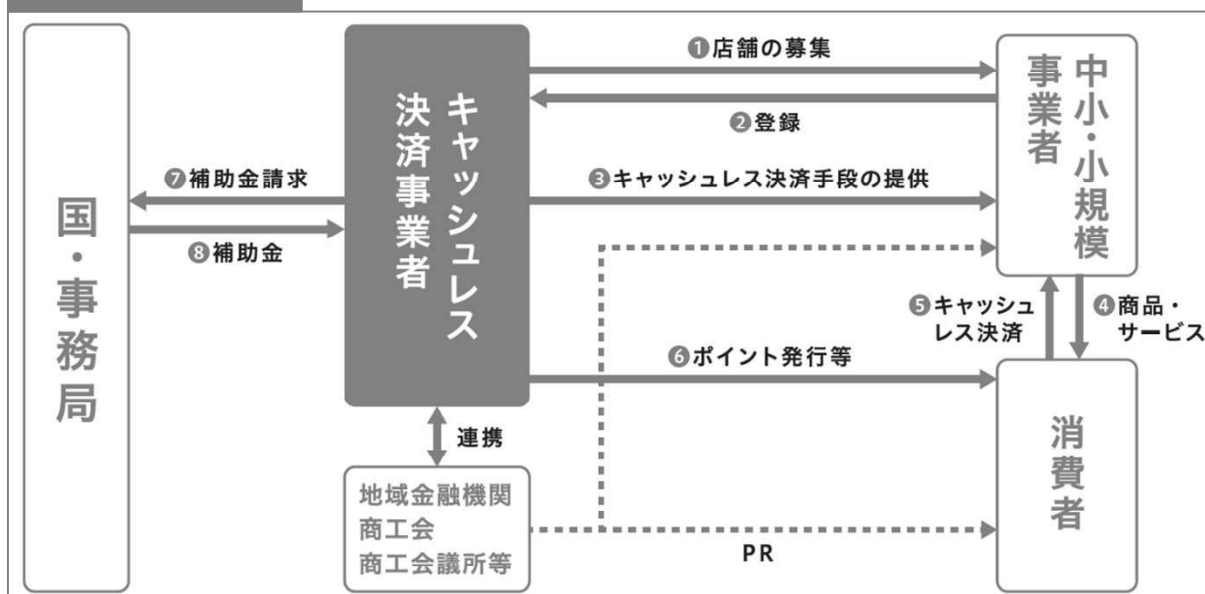 国・事務局
キャッシュレス
決済事業者
中小・小規模
事業者
消費者
地域金融機関
商工会
商工会議所等
❶店舗の募集
❷登録
❸キャッシュレス決済手段の提供
❹商品・
サービス
❺キャッシュ
レス決済
❻ポイント発行等
❼補助金請求
❽補助金
連携
PR